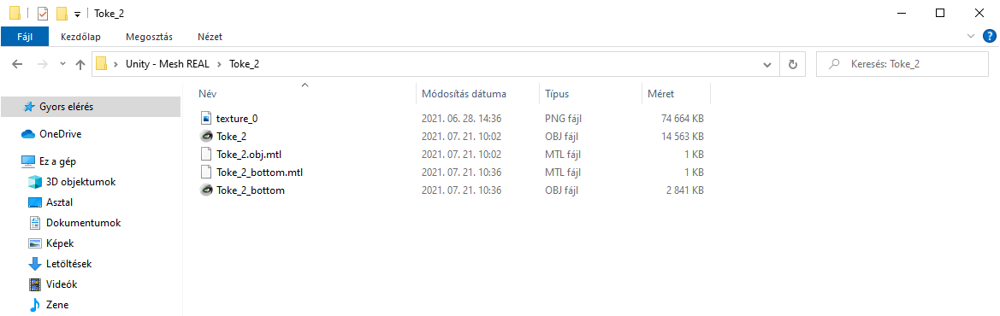 Toke_2
Fájl Kezdőlap Megosztás Nézet
Unity - Mesh REAL Toke_2 Keresés: Toke_2
Név Módosítás dátuma Típus Méret
Gyors elérés
OneDrive
Ez a gép
3D objektumok
Asztal
Dokumentumok
Képek
Letöltések
Videók
Zene
texture_0 2021. 06. 28. 14:36 PNG fájl 74 664 KB
Toke_2 2021. 07. 21. 10:02 OBJ fájl 14 563 KB
Toke_2.obj.mtl 2021. 07. 21. 10:02 MTL fájl 1 KB
Toke_2_bottom.mtl 2021. 07. 21. 10:36 MTL fájl 1 KB
Toke_2_bottom 2021. 07. 21. 10:36 OBJ fájl 2 841 KB